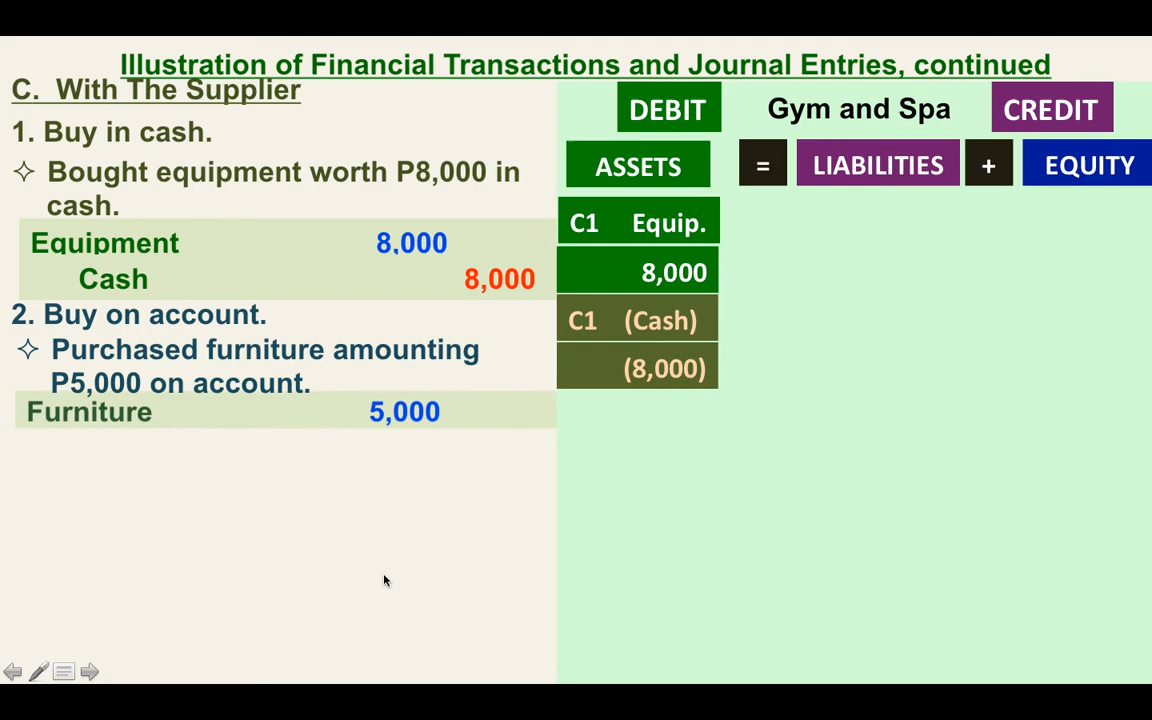 Illustration of Financial Transactions and Journal Entries, continued
C. With The Supplier
1. Buy in cash.
✧ Bought equipment worth P8,000 in
cash.
Equipment 8,000
Cash 8,000
2. Buy on account.
✧ Purchased furniture amounting
P5,000 on account.
Furniture 5,000
DEBIT Gym and Spa CREDIT
ASSETS = LIABILITIES + EQUITY
C1 Equip.
8,000
C1 (Cash)
(8,000)